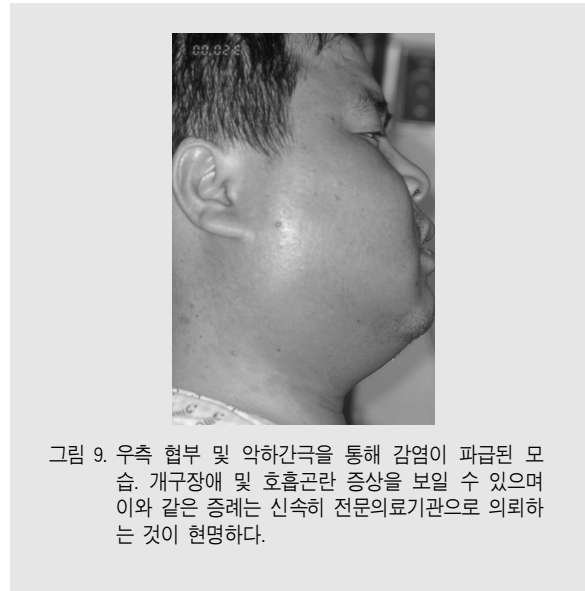 그림 9. 우측 협부 및 악하간극을 통해 감염이 파급된 모
습. 개구장애 및 호흡곤란 증상을 보일 수 있으며
이와 같은 증례는 신속히 전문의료기관으로 의뢰하
는 것이 현명하다.